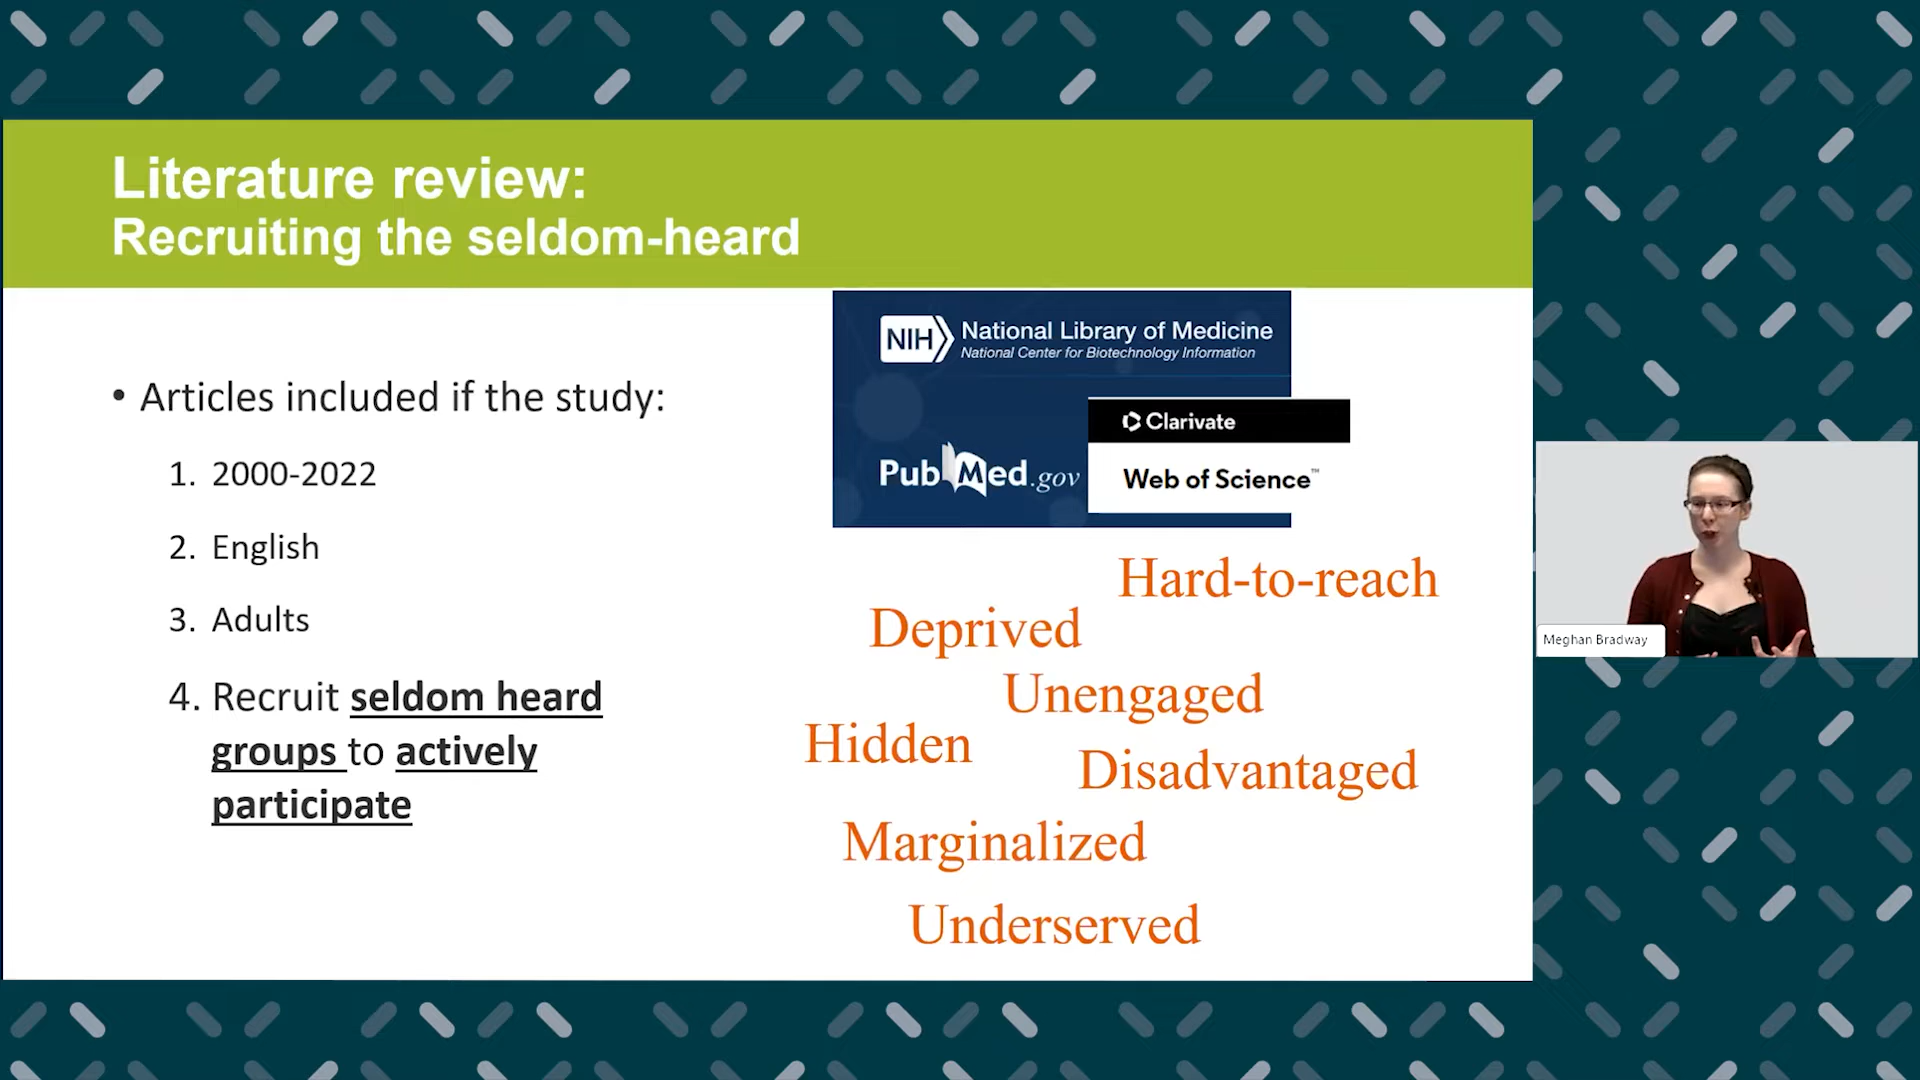 Literature review:
Recruiting the seldom-heard
• Articles included if the study:
1. 2000-2022
2. English
3. Adults
4. Recruit seldom heard
groups to actively
participate
NIH National Library of Medicine
National Center for Biotechnology Information
PubMed.gov
Clarivate
Web of Science™
Hard-to-reach
Deprived
Unengaged
Hidden
Disadvantaged
Marginalized
Underserved
Meghan Bradway